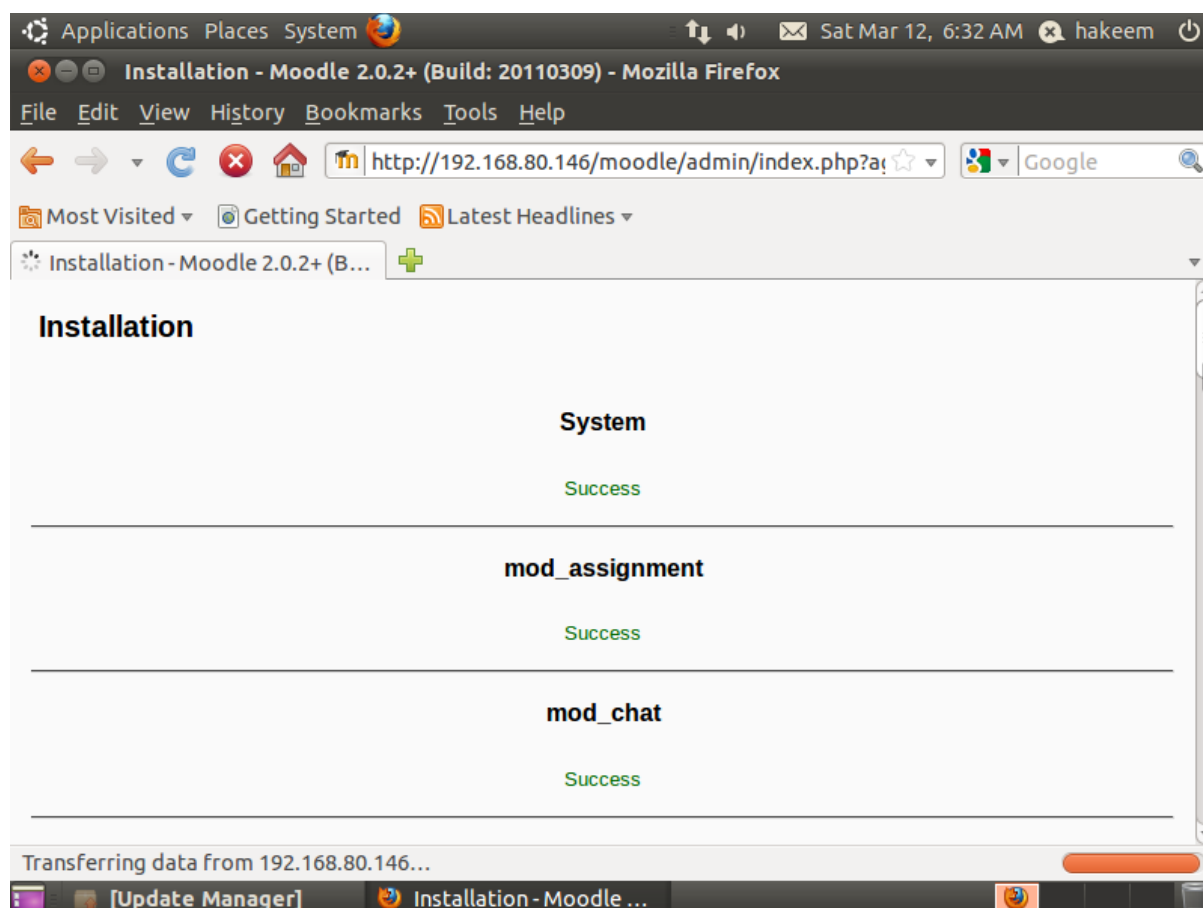 Applications Places System Sat Mar 12, 6:32 AM hakeem
Installation - Moodle 2.0.2+ (Build: 20110309) - Mozilla Firefox
File Edit View History Bookmarks Tools Help
http://192.168.80.146/moodle/admin/index.php?ag Google
Most Visited Getting Started Latest Headlines
Installation - Moodle 2.0.2+ (B...
Installation
System
Success
mod_assignment
Success
mod_chat
Success
Transferring data from 192.168.80.146...
[Update Manager] Installation - Moodle ...